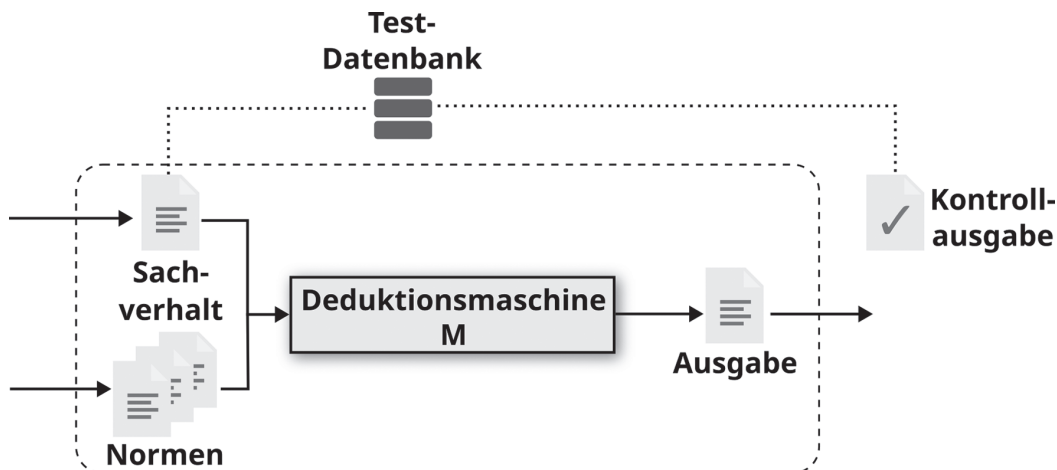 Test-
Datenbank
Kontroll-
ausgabe
Sach-
verhalt
Deduktionsmaschine
M
Ausgabe
Normen